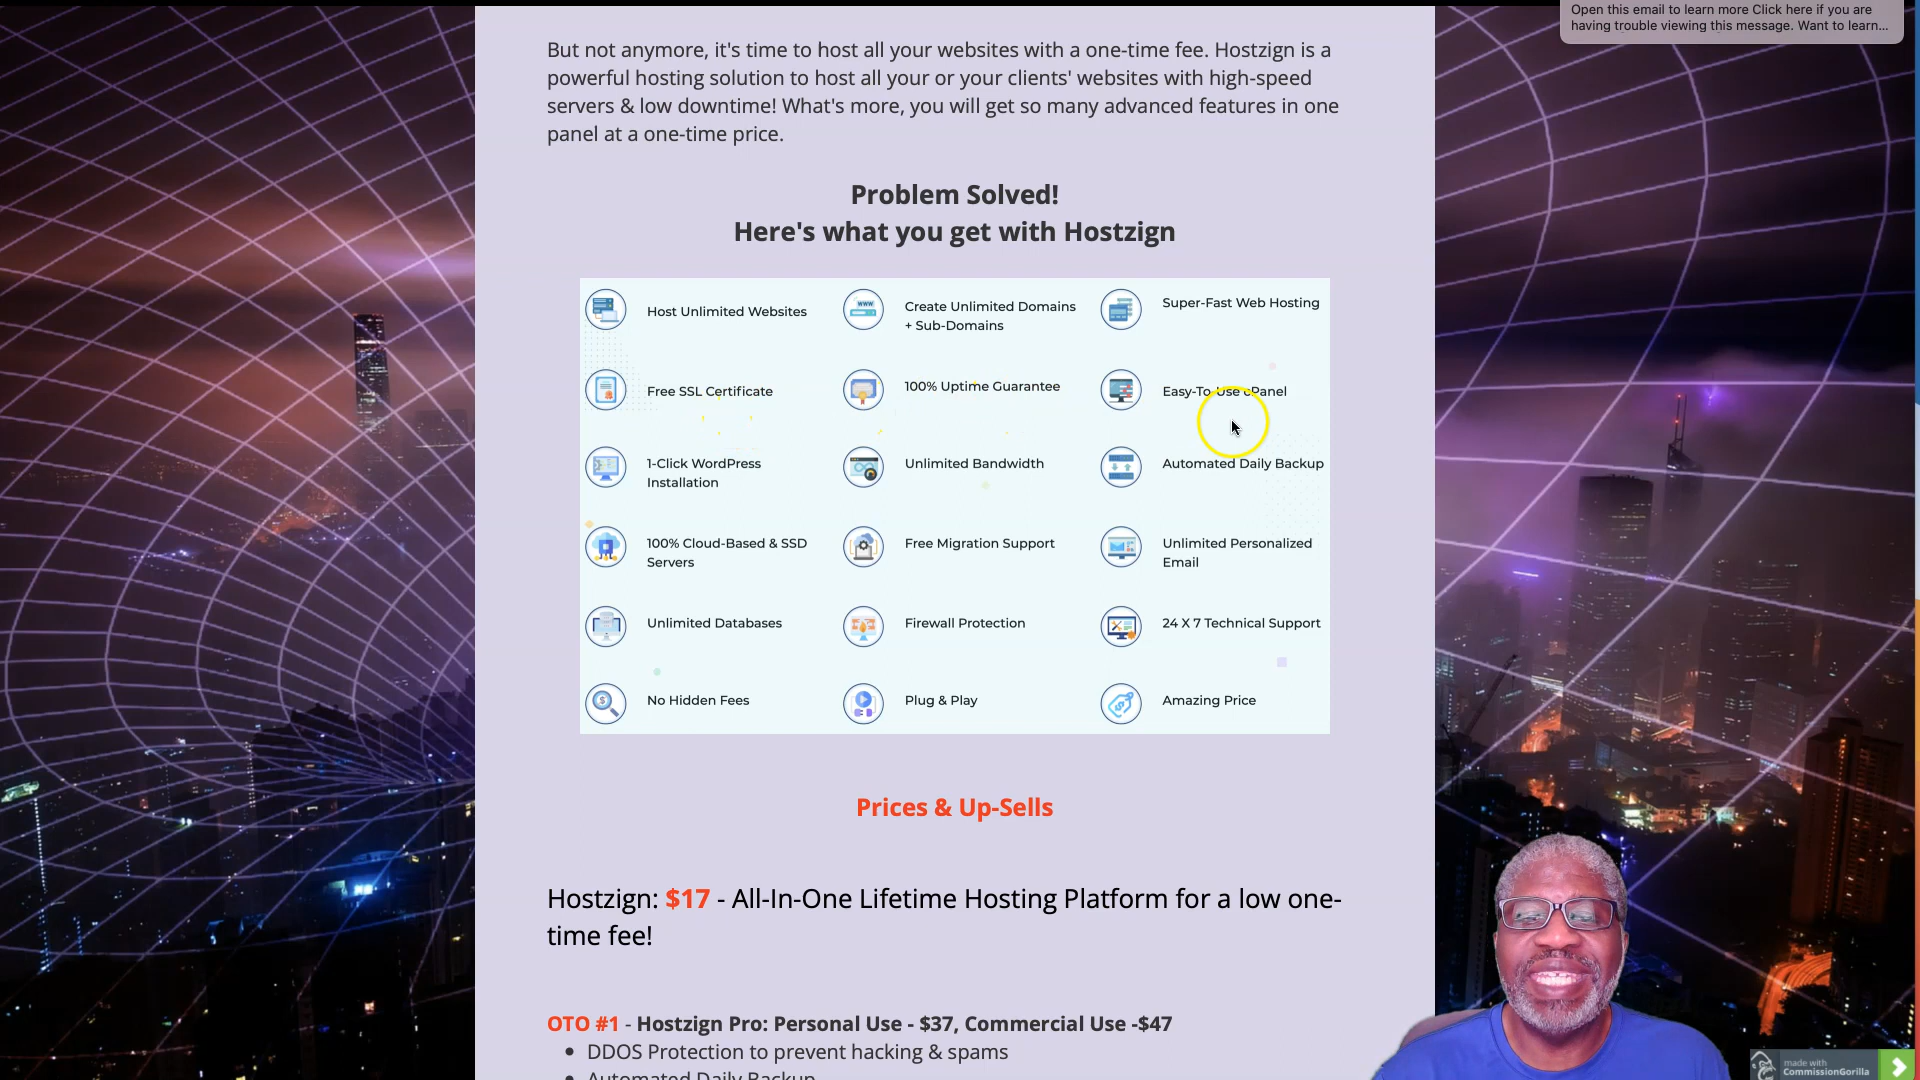 Open this email to learn more Click here if you are
having trouble viewing this message. Want to learn...
But not anymore, it's time to host all your websites with a one-time fee. Hostzign is a
powerful hosting solution to host all your or your clients' websites with high-speed
servers & low downtime! What's more, you will get so many advanced features in one
panel at a one-time price.
Problem Solved!
Here's what you get with Hostzign
Host Unlimited Websites
Create Unlimited Domains
+ Sub-Domains
Super-Fast Web Hosting
Free SSL Certificate
100% Uptime Guarantee
Easy-To-Use cPanel
1-Click WordPress
Installation
Unlimited Bandwidth
Automated Daily Backup
100% Cloud-Based & SSD
Servers
Free Migration Support
Unlimited Personalized
Email
Unlimited Databases
Firewall Protection
24 X 7 Technical Support
No Hidden Fees
Plug & Play
Amazing Price
Prices & Up-Sells
Hostzign: $17 - All-In-One Lifetime Hosting Platform for a low one-
time fee!
OTO #1 - Hostzign Pro: Personal Use - $37, Commercial Use -$47
• DDOS Protection to prevent hacking & spams
• Automated Daily Backup
made with
CommissionGorilla